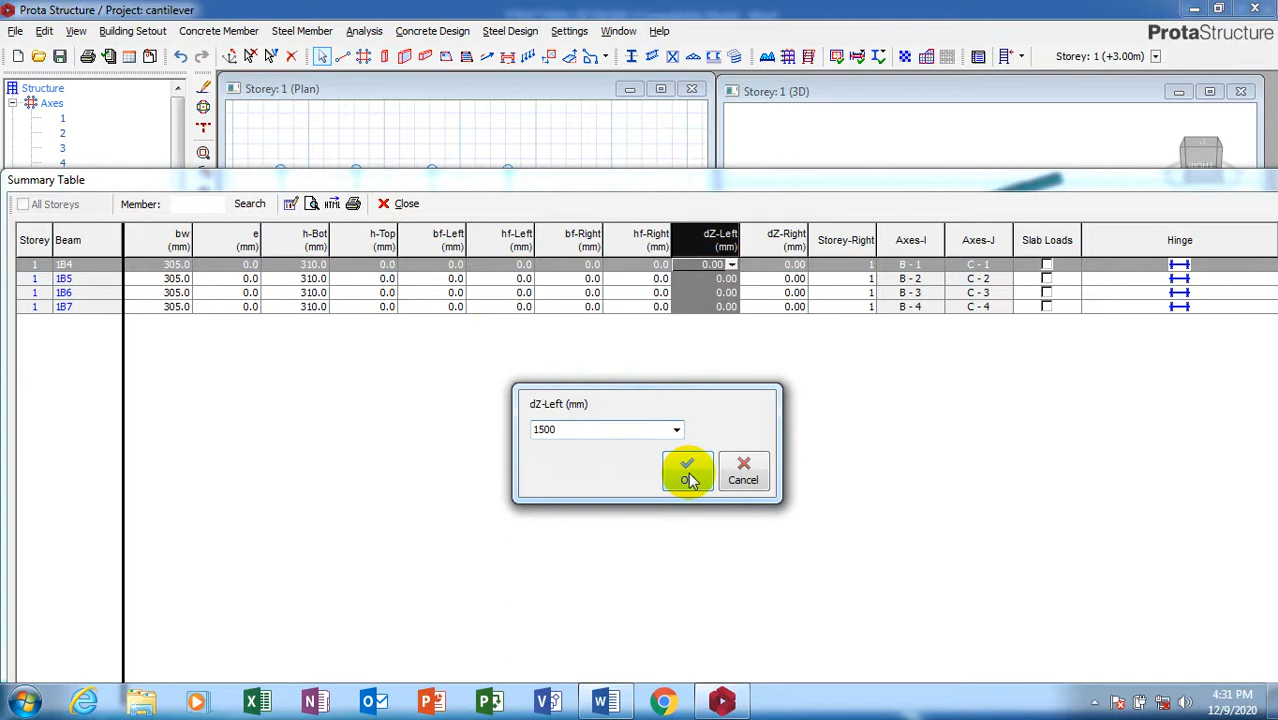 Prota Structure / Project: cantilever
File Edit View Building Setout Concrete Member Steel Member Analysis Concrete Design Steel Design Settings Window Help
ProtaStructure
Storey: 1 (+3.00m)
Structure
Axes
1
2
3
4
Storey: 1 (Plan)
Storey: 1 (3D)
RIGHT
Summary Table
All Storeys Member: Search HTML Close
Storey Beam bw (mm) e (mm) h-Bot (mm) h-Top (mm) bf-Left (mm) hf-Left (mm) bf-Right (mm) hf-Right (mm) dZ-Left (mm) dZ-Right (mm) Storey-Right Axes-I Axes-J Slab Loads Hinge
1 1B4 305.0 0.0 310.0 0.0 0.0 0.0 0.0 0.0 0.00 0.00 1 B - 1 C - 1
1 1B5 305.0 0.0 310.0 0.0 0.0 0.0 0.0 0.0 0.00 0.00 1 B - 2 C - 2
1 1B6 305.0 0.0 310.0 0.0 0.0 0.0 0.0 0.0 0.00 0.00 1 B - 3 C - 3
1 1B7 305.0 0.0 310.0 0.0 0.0 0.0 0.0 0.0 0.00 0.00 1 B - 4 C - 4
dZ-Left (mm)
1500
Cancel
4:31 PM
12/9/2020